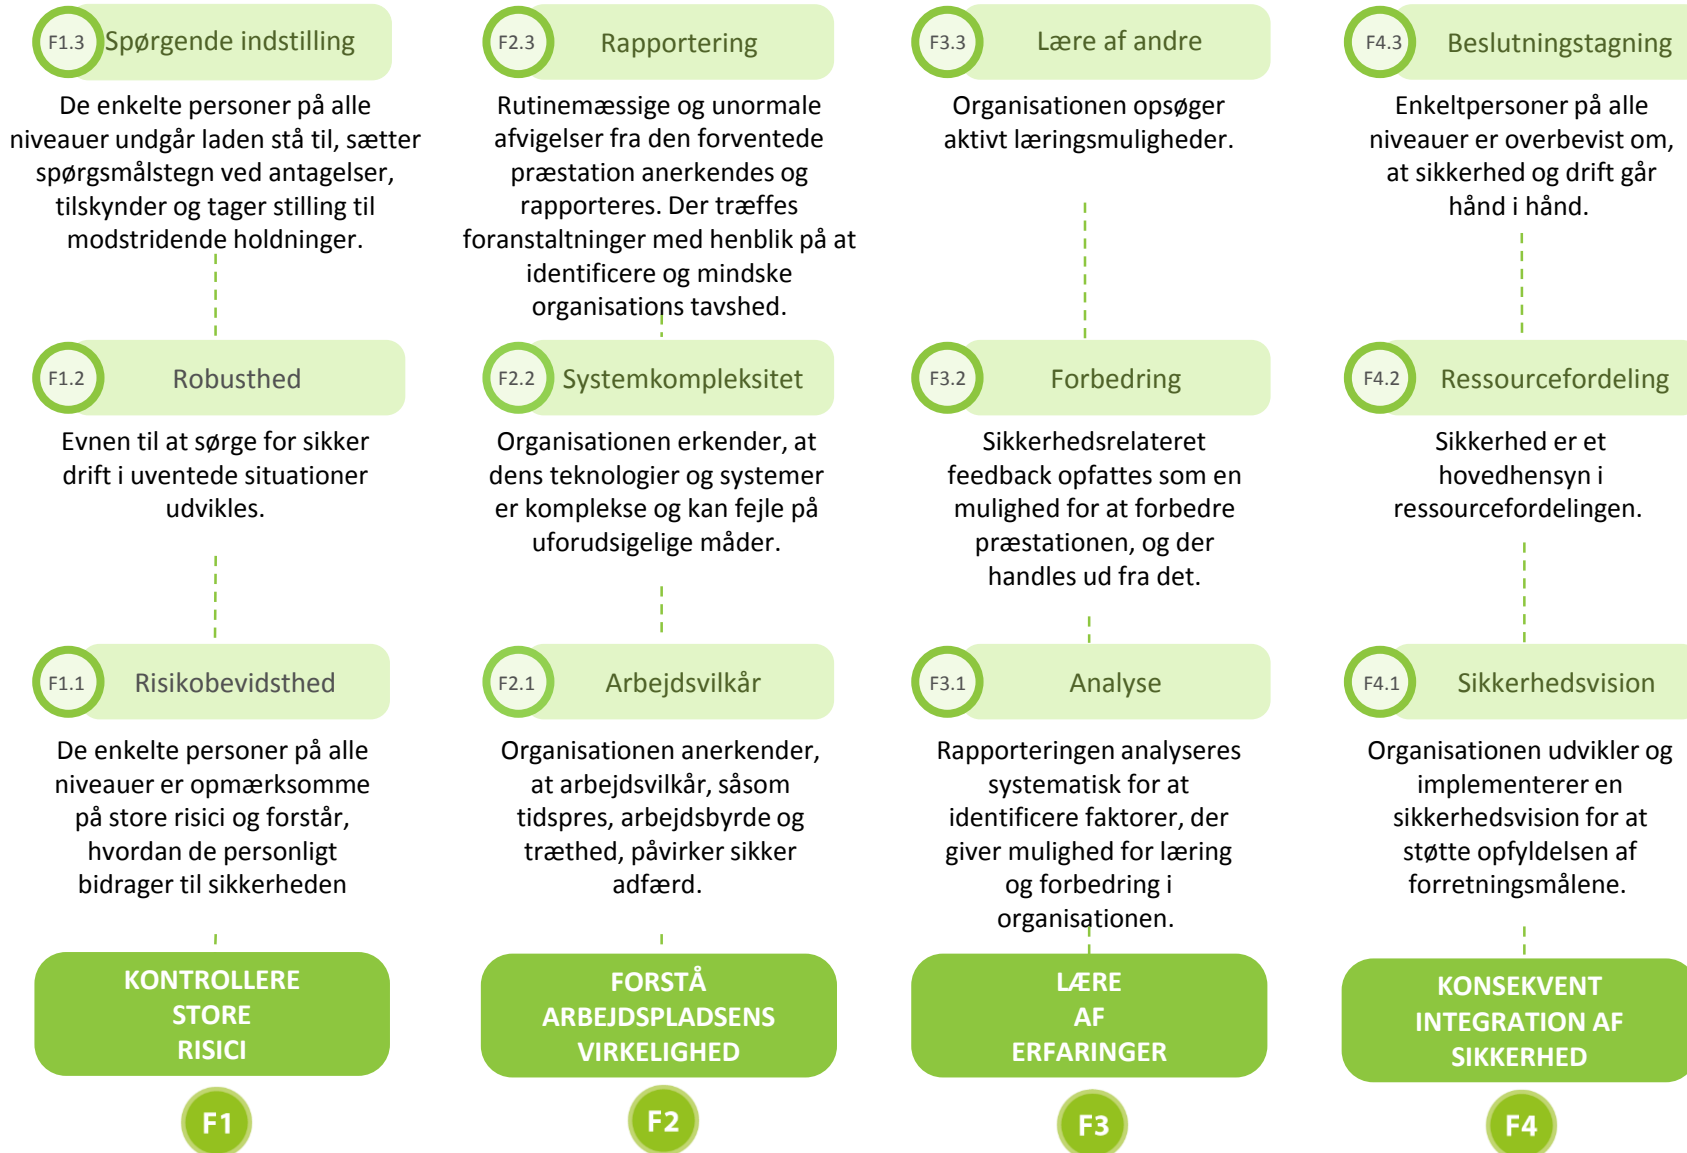 F1.3
Spørgende indstilling
De enkelte personer på alle
niveauer undgår laden stå til, sætter
spørgsmålstegn ved antagelser,
tilskynder og tager stilling til
modstridende holdninger.
F1.2
Robusthed
Evnen til at sørge for sikker
drift i uventede situationer
udvikles.
F1.1
Risikobevidsthed
De enkelte personer på alle
niveauer er opmærksomme
på store risici og forstår,
hvordan de personligt
bidrager til sikkerheden
KONTROLLERE
STORE
RISICI
F1
F2.3
Rapportering
Rutinemæssige og unormale
afvigelser fra den forventede
præstation anerkendes og
rapporteres. Der træffes
foranstaltninger med henblik på at
identificere og mindske
organisations tavshed.
F2.2
Systemkompleksitet
Organisationen erkender, at
dens teknologier og systemer
er komplekse og kan fejle på
uforudsigelige måder.
F2.1
Arbejdsvilkår
Organisationen anerkender,
at arbejdsvilkår, såsom
tidspres, arbejdsbyrde og
træthed, påvirker sikker
adfærd.
FORSTÅ
ARBEJDSPLADSENS
VIRKELIGHED
F2
F3.3
Lære af andre
Organisationen opsøger
aktivt læringsmuligheder.
F3.2
Forbedring
Sikkerhedsrelateret
feedback opfattes som en
mulighed for at forbedre
præstationen, og der
handles ud fra det.
F3.1
Analyse
Rapporteringen analyseres
systematisk for at
identificere faktorer, der
giver mulighed for læring
og forbedring i
organisationen.
LÆRE
AF
ERFARINGER
F3
F4.3
Beslutningstagning
Enkeltpersoner på alle
niveauer er overbevist om,
at sikkerhed og drift går
hånd i hånd.
F4.2
Ressourcefordeling
Sikkerhed er et
hovedhensyn i
ressourcefordelingen.
F4.1
Sikkerhedsvision
Organisationen udvikler og
implementerer en
sikkerhedsvision for at
støtte opfyldelsen af
forretningsmålene.
KONSEKVENT
INTEGRATION AF
SIKKERHED
F4